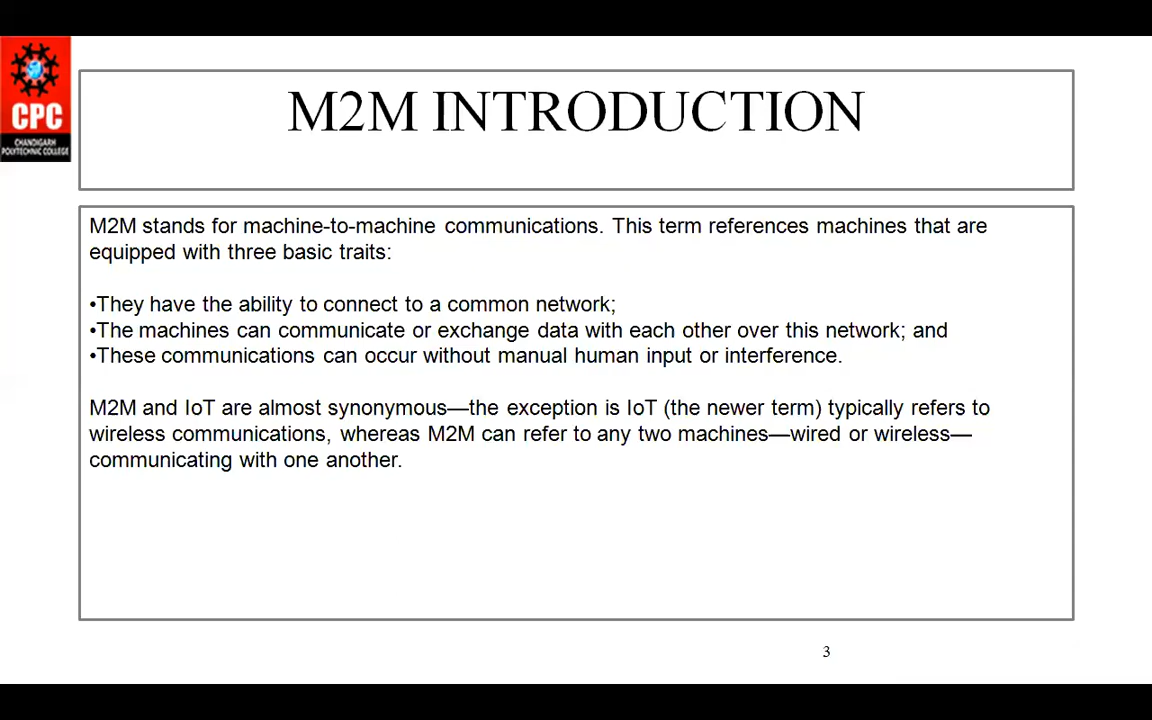 CPC
CHANDIGARH
POLYTECHNIC COLLEGE
M2M INTRODUCTION
M2M stands for machine-to-machine communications. This term references machines that are
equipped with three basic traits:
•They have the ability to connect to a common network;
•The machines can communicate or exchange data with each other over this network; and
•These communications can occur without manual human input or interference.
M2M and IoT are almost synonymous—the exception is IoT (the newer term) typically refers to
wireless communications, whereas M2M can refer to any two machines—wired or wireless—
communicating with one another.
3